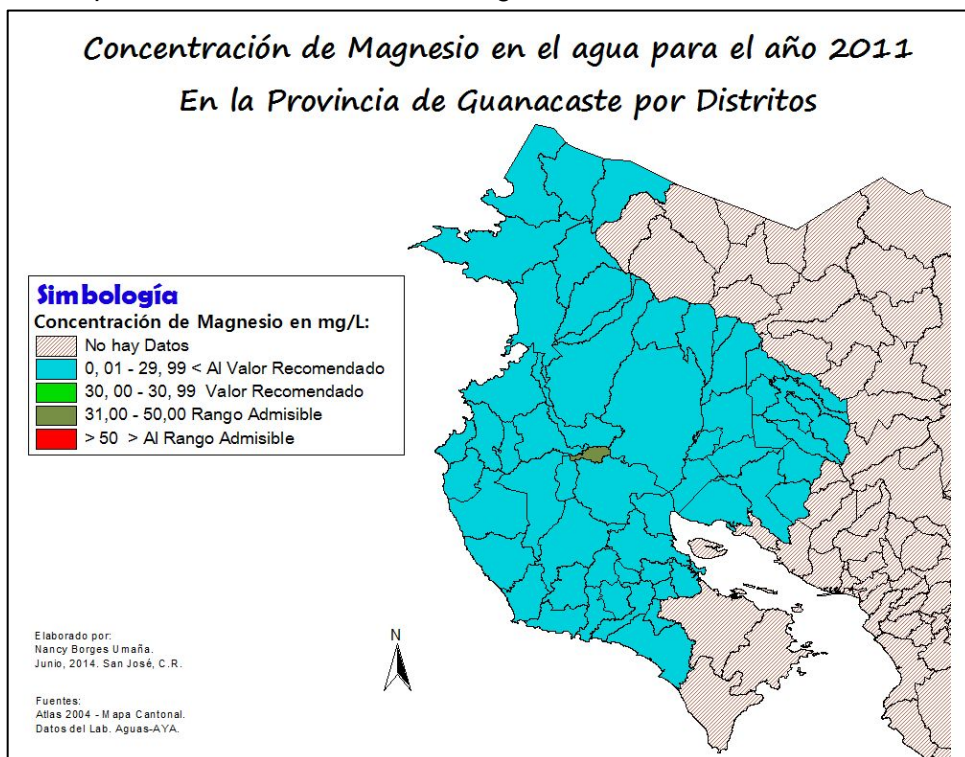 Concentración de Magnesio en el agua para el año 2011
En la Provincia de Guanacaste por Distritos
Simbología
Concentración de Magnesio en mg/L:
No hay Datos
0, 01 - 29, 99 < Al Valor Recomendado
30, 00 - 30, 99 Valor Recomendado
31,00 - 50,00 Rango Admisible
> 50 > Al Rango Admisible
Elaborado por:
Nancy Borges Umaña.
Junio, 2014. San José, C.R.
N
Fuentes:
Atlas 2004 - Mapa Cantonal.
Datos del Lab. Aguas-AYA.